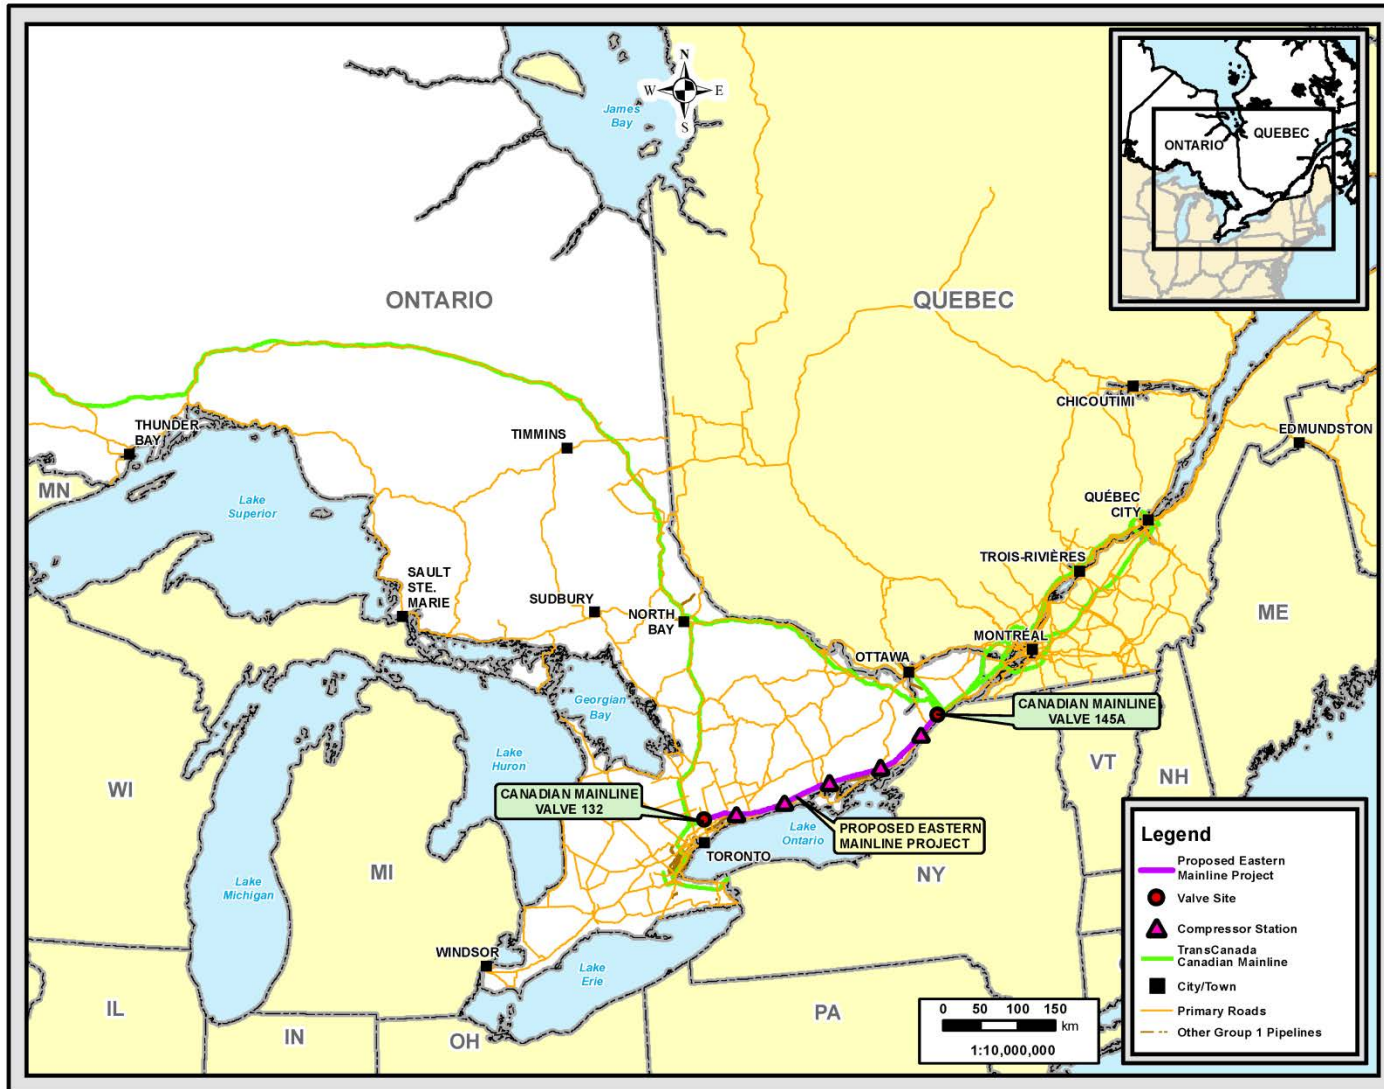 N
W
E
S
James
Bay
ONTARIO
QUEBEC
ONTARIO
QUEBEC
CHICOUTIMI
EDMUNDSTON
THUNDER
BAY
TIMMINS
MN
Lake
Superior
QUÉBEC
CITY
TROIS-RIVIÈRES
SAULT
STE.
MARIE
SUDBURY
NORTH
BAY
MONTRÉAL
ME
OTTAWA
Georgian
Bay
CANADIAN MAINLINE
VALVE 145A
Lake
Huron
WI
VT
NH
CANADIAN MAINLINE
VALVE 132
Lake
Ontario
PROPOSED EASTERN
MAINLINE PROJECT
TORONTO
MI
NY
Lake
Michigan
WINDSOR
Lake
Erie
IL
IN
OH
PA
0 50 100 150
km
1:10,000,000
Legend
Proposed Eastern
Mainline Project
Valve Site
Compressor Station
TransCanada
Canadian Mainline
City/Town
Primary Roads
Other Group 1 Pipelines